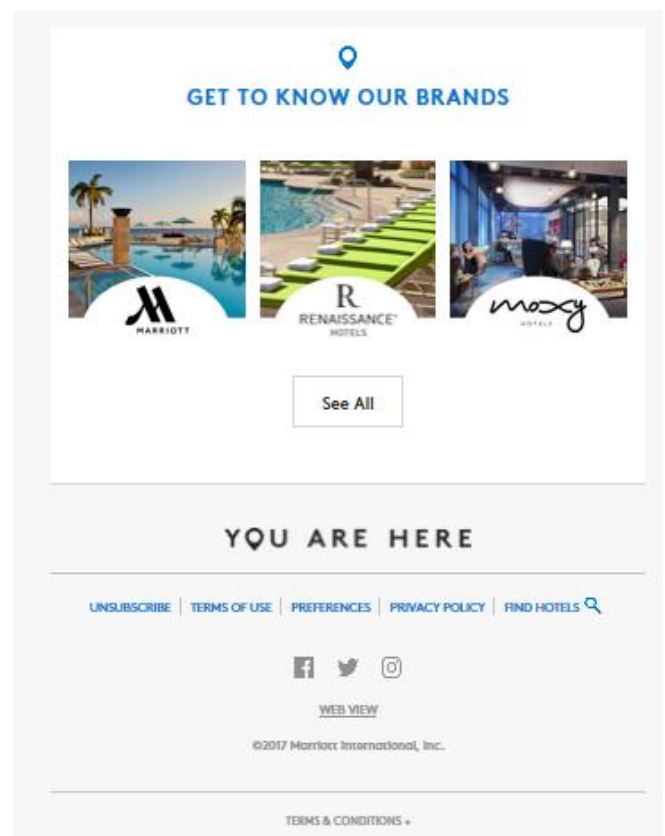 GET TO KNOW OUR BRANDS
MARRIOTT
R
RENAISSANCE®
HOTELS
moxy
HOTELS
See All
YOU ARE HERE
UNSUBSCRIBE | TERMS OF USE | PREFERENCES | PRIVACY POLICY | FIND HOTELS
WEB VIEW
©2017 Marriott International, Inc.
TERMS & CONDITIONS +